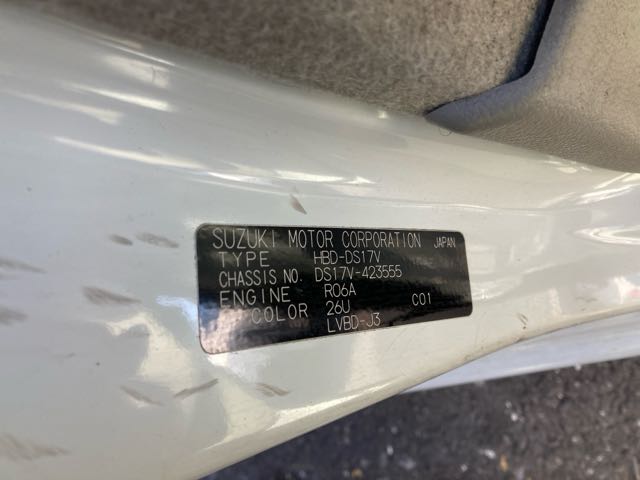 SUZUKI MOTOR CORPORATION JAPAN
TYPE HBD-DS17V
CHASSIS NO. DS17V-423555
ENGINE R06A
COLOR 26U C01
LVBD-J3